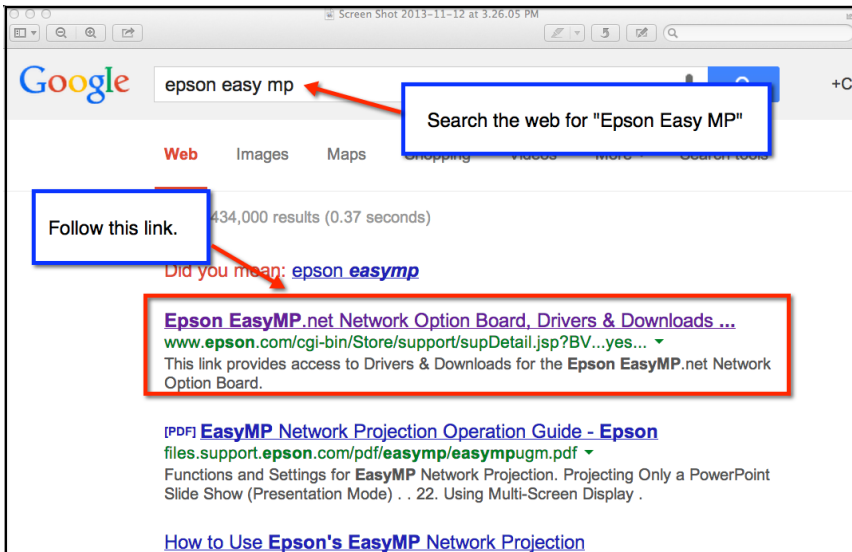 Screen Shot 2013-11-12 at 3.26.05 PM
Google
epson easy mp
+C
Search the web for "Epson Easy MP"
Web Images Maps Shopping Videos More Search tools
Follow this link.
434,000 results (0.37 seconds)
Did you mean: epson easymp
Epson EasyMP.net Network Option Board, Drivers & Downloads ...
www.epson.com/cgi-bin/Store/support/supDetail.jsp?BV...yes...
This link provides access to Drivers & Downloads for the Epson EasyMP.net Network
Option Board.
[PDF] EasyMP Network Projection Operation Guide - Epson
files.support.epson.com/pdf/easymp/easympugm.pdf
Functions and Settings for EasyMP Network Projection. Projecting Only a PowerPoint
Slide Show (Presentation Mode) . . 22. Using Multi-Screen Display .
How to Use Epson's EasyMP Network Projection